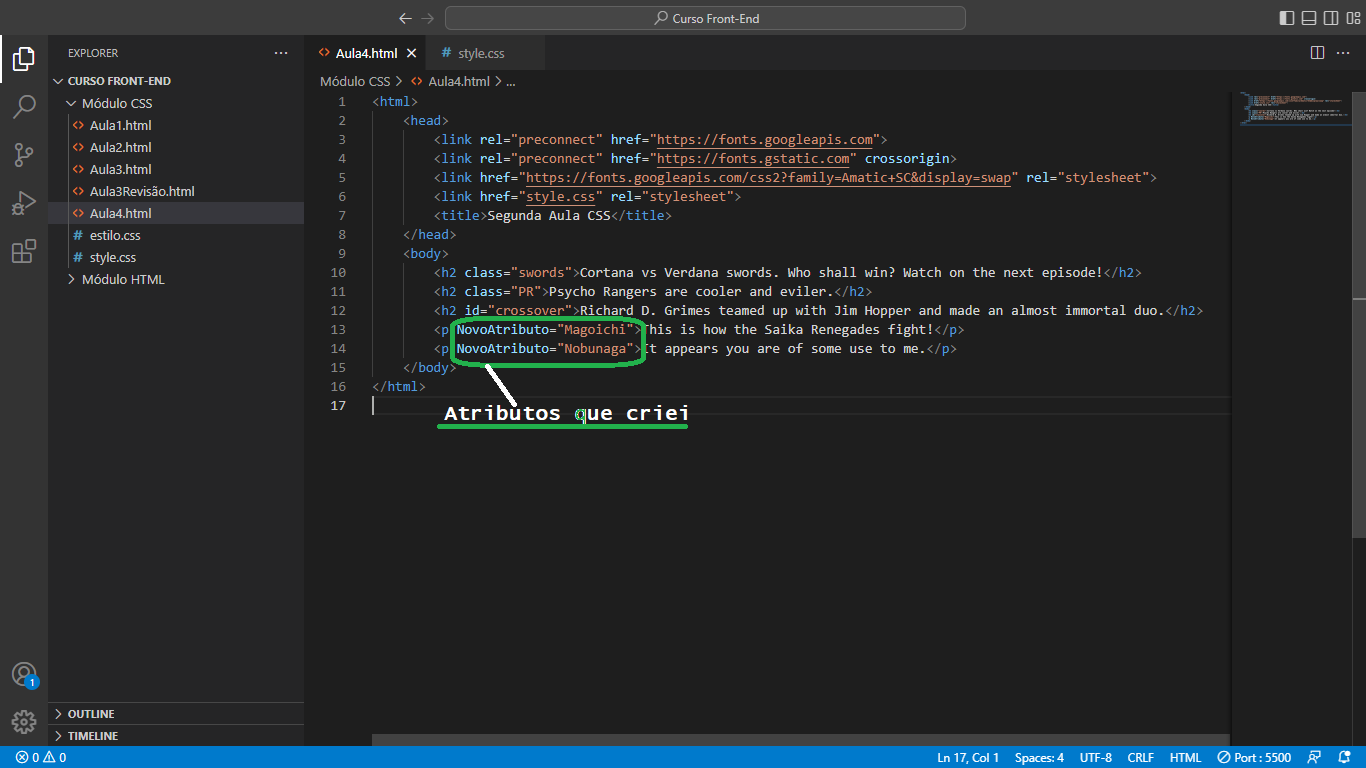 Curso Front-End
EXPLORER
CURSO FRONT-END
Módulo CSS
Aula1.html
Aula2.html
Aula3.html
Aula3Revisão.html
Aula4.html
# estilo.css
# style.css
Módulo HTML
OUTLINE
TIMELINE
Aula4.html
# style.css
Módulo CSS > Aula4.html > ...
1 <html>
2 <head>
3 <link rel="preconnect" href="https://fonts.googleapis.com">
4 <link rel="preconnect" href="https://fonts.gstatic.com" crossorigin>
5 <link href="https://fonts.googleapis.com/css2?family=Amatic+SC&display=swap" rel="stylesheet">
6 <link href="style.css" rel="stylesheet">
7 <title>Segunda Aula CSS</title>
8 </head>
9 <body>
10 <h2 class="swords">Cortana vs Verdana swords. Who shall win? Watch on the next episode!</h2>
11 <h2 class="PR">Psycho Rangers are cooler and eviler.</h2>
12 <h2 id="crossover">Richard D. Grimes teamed up with Jim Hopper and made an almost immortal duo.</h2>
13 <p NovoAtributo="Magoichi">This is how the Saika Renegades fight!</p>
14 <p NovoAtributo="Nobunaga">It appears you are of some use to me.</p>
15 </body>
16 </html>
17
Atributos que criei
1
0 0
Ln 17, Col 1 Spaces: 4 UTF-8 CRLF HTML Port : 5500